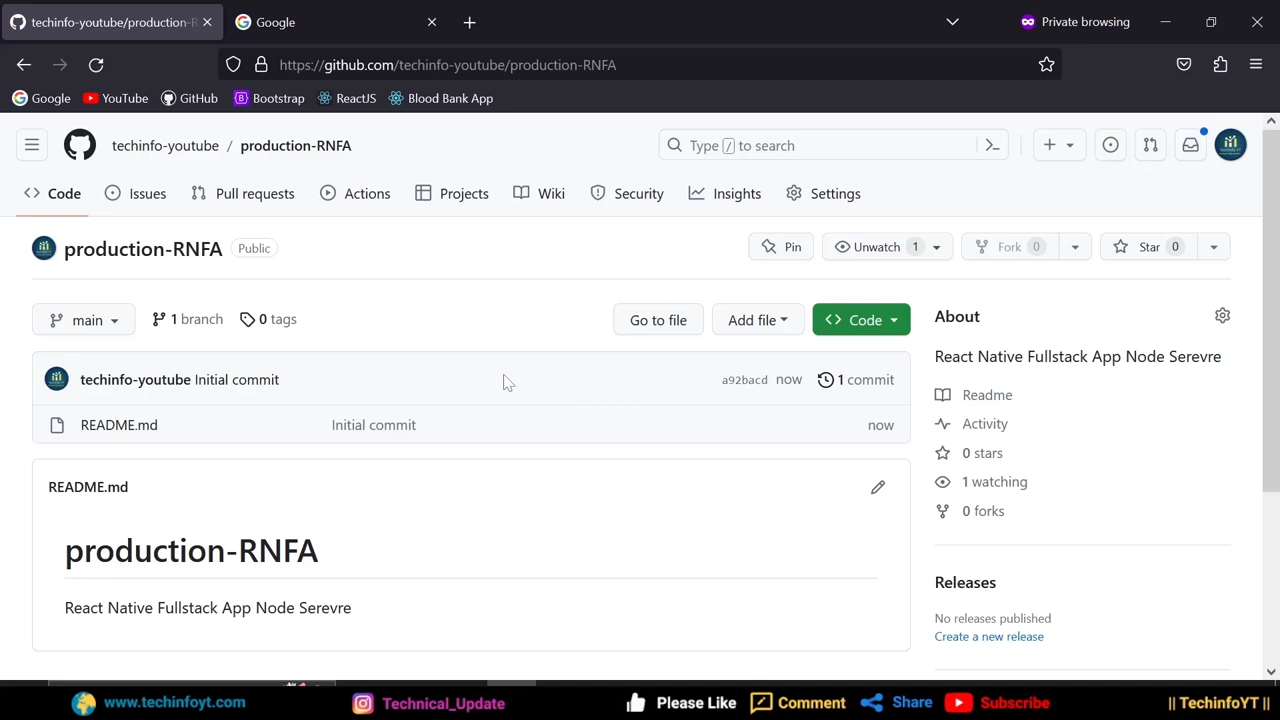 techinfo-youtube/production-R
Google
Private browsing
https://github.com/techinfo-youtube/production-RNFA
Google YouTube GitHub Bootstrap ReactJS Blood Bank App
techinfo-youtube / production-RNFA
Type / to search
Code Issues Pull requests Actions Projects Wiki Security Insights Settings
production-RNFA Public
Pin Unwatch 1 Fork 0 Star 0
main 1 branch 0 tags Go to file Add file Code
About
React Native Fullstack App Node Serevre
techinfo-youtube Initial commit a92bacd now 1 commit
README.md Initial commit now
Readme
Activity
0 stars
1 watching
0 forks
README.md
production-RNFA
React Native Fullstack App Node Serevre
Releases
No releases published
Create a new release
www.techinfoyt.com Technical_Update Please Like Comment Share Subscribe || TechinfoYT ||